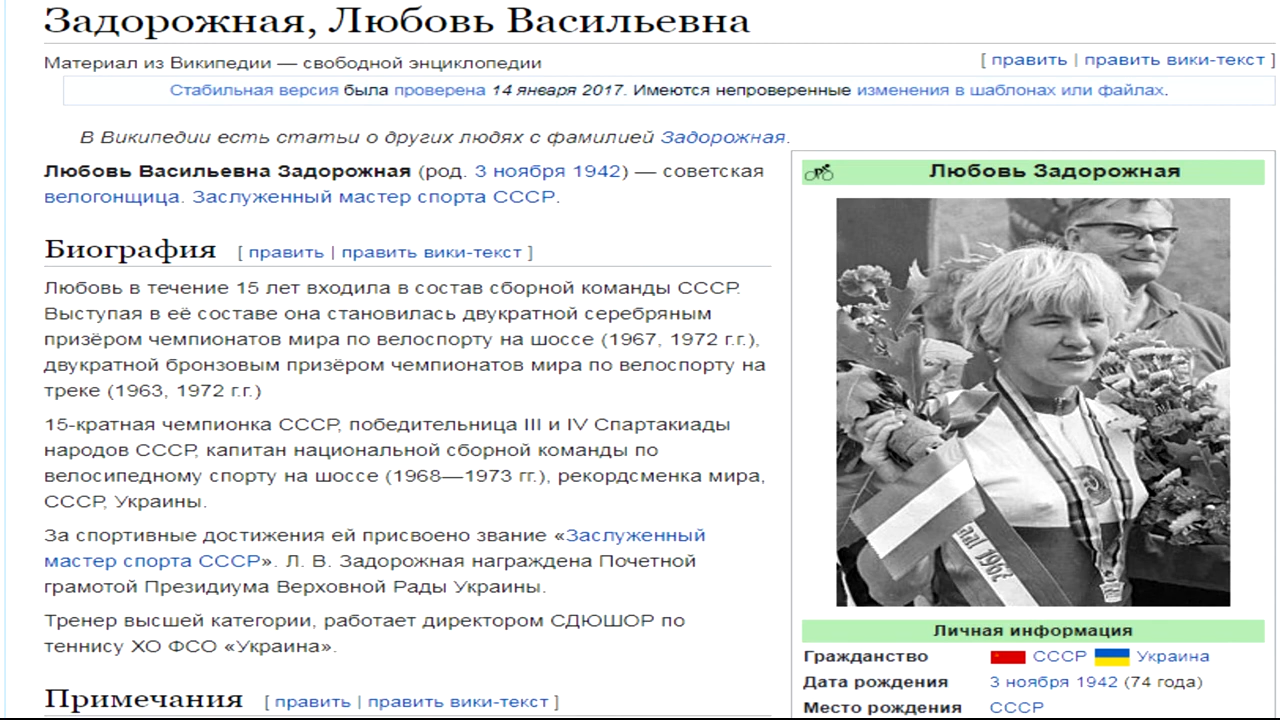 Задорожная, Любовь Васильевна
Материал из Википедии — свободной энциклопедии
[ править | править вики-текст ]
Стабильная версия была проверена 14 января 2017. Имеются непроверенные изменения в шаблонах или файлах.
В Википедии есть статьи о других людях с фамилией Задорожная.
Любовь Васильевна Задорожная (род. 3 ноября 1942) — советская
велогонщица. Заслуженный мастер спорта СССР.
Биография [ править | править вики-текст ]
Любовь в течение 15 лет входила в состав сборной команды СССР.
Выступая в её составе она становилась двукратной серебряным
призёром чемпионатов мира по велоспорту на шоссе (1967, 1972 г.г.),
двукратной бронзовым призёром чемпионатов мира по велоспорту на
треке (1963, 1972 г.г.)
15-кратная чемпионка СССР, победительница III и IV Спартакиады
народов СССР, капитан национальной сборной команды по
велосипедному спорту на шоссе (1968—1973 гг.), рекордсменка мира,
СССР, Украины.
За спортивные достижения ей присвоено звание «Заслуженный
мастер спорта СССР». Л. В. Задорожная награждена Почетной
грамотой Президиума Верховной Рады Украины.
Тренер высшей категории, работает директором СДЮШОР по
теннису ХО ФСО «Украина».
Примечания [ править | править вики-текст ]
Любовь Задорожная
Личная информация
Гражданство СССР Украина
Дата рождения 3 ноября 1942 (74 года)
Место рождения СССР